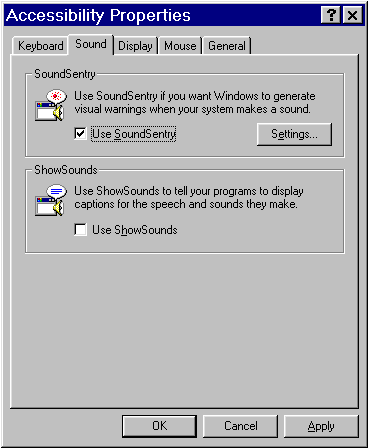 Accessibility Properties
Keyboard Sound Display Mouse General
SoundSentry
Use SoundSentry if you want Windows to generate
visual warnings when your system makes a sound.
Use SoundSentry
Settings...
ShowSounds
Use ShowSounds to tell your programs to display
captions for the speech and sounds they make.
Use ShowSounds
OK Cancel Apply